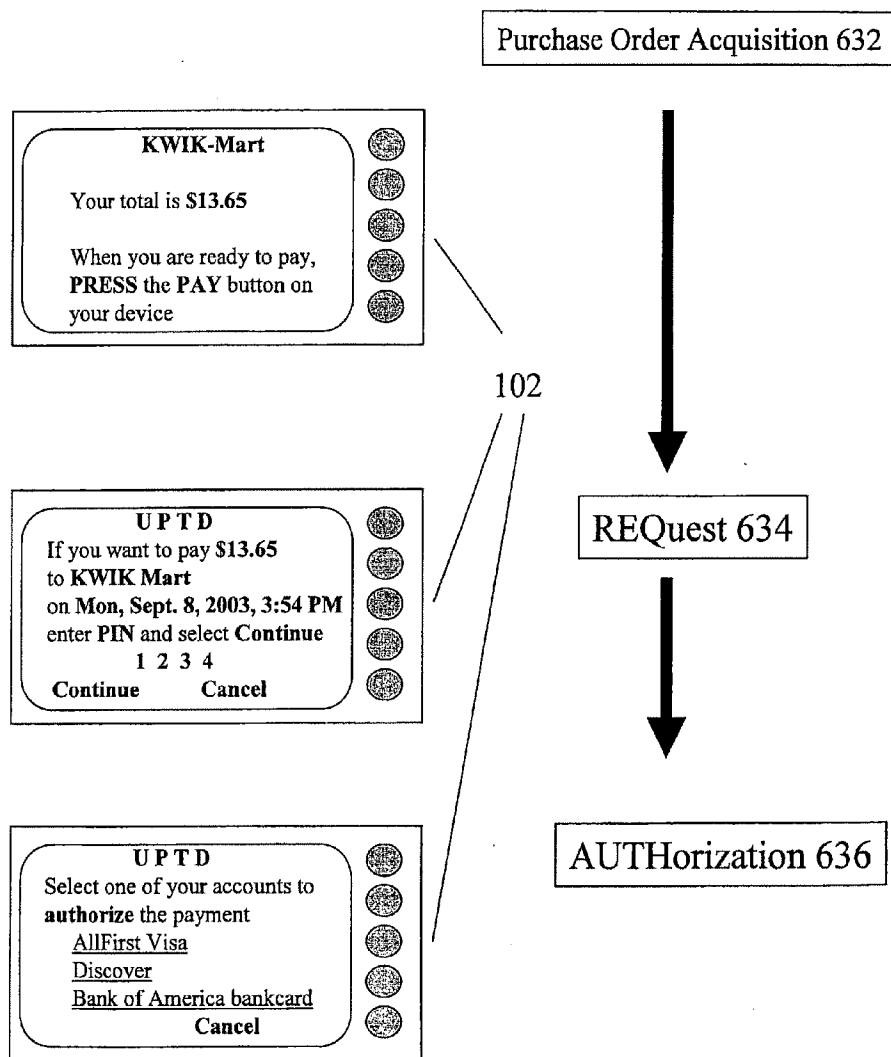 Purchase Order Acquisition 632
KWIK-Mart
Your total is $13.65
When you are ready to pay,
PRESS the PAY button on
your device
102
U P T D
If you want to pay $13.65
to KWIK Mart
on Mon, Sept. 8, 2003, 3:54 PM
enter PIN and select Continue
1 2 3 4
Continue Cancel
REQuest 634
U P T D
Select one of your accounts to
authorize the payment
AllFirst Visa
Discover
Bank of America bankcard
Cancel
AUTHorization 636